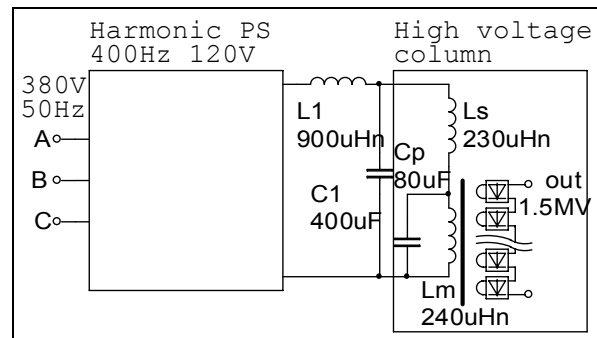 Harmonic PS
400Hz 120V
High voltage
column
380V
50Hz
A
B
C
L1
900uHn
C1
400uF
Cp
80uF
Ls
230uHn
out
1.5MV
Lm
240uHn